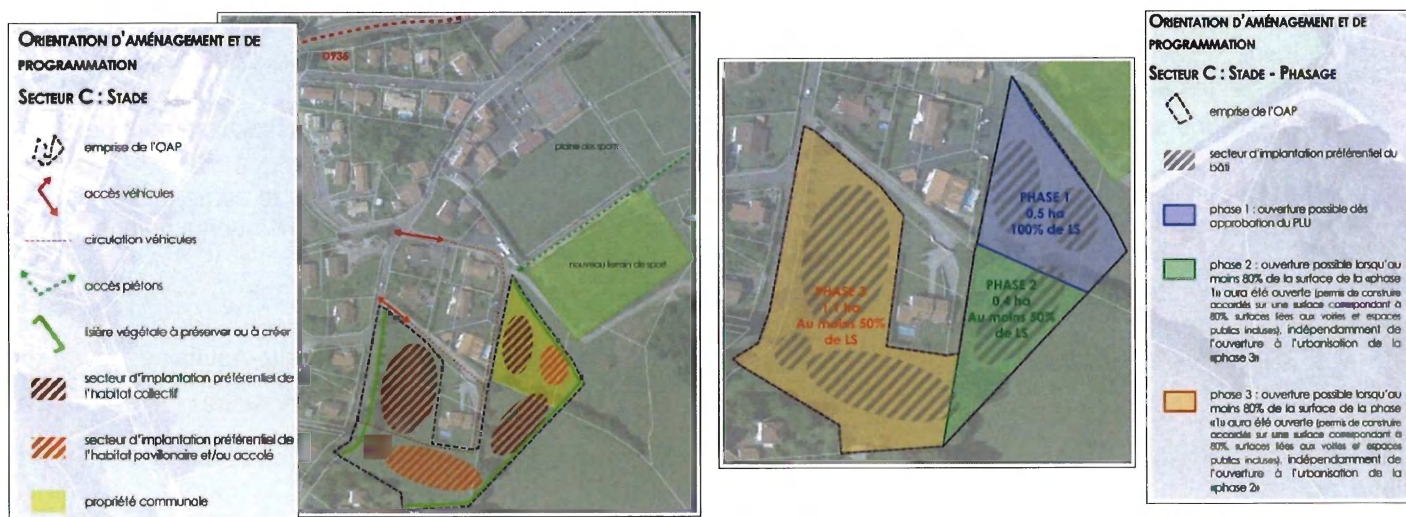 ORIENTATION D'AMÉNAGEMENT ET DE
PROGRAMMATION
SECTEUR C : STADE
emprise de l'OAP
accès véhicules
circulation véhicules
accès piétons
lisière végétale à préserver ou à créer
secteur d'implantation préférentiel de
l'habitat collectif
secteur d'implantation préférentiel de
l'habitat pavillonaire et/ou accolé
propriété communale
D936
plaine des sports
nouveau terrain de sport
PHASE 1
0,5 ha
100% de LS
PHASE 2
0,4 ha
Au moins 50%
de LS
PHASE 3
1,1 ha
Au moins 50%
de LS
ORIENTATION D'AMÉNAGEMENT ET DE
PROGRAMMATION
SECTEUR C : STADE - PHASAGE
emprise de l'OAP
secteur d'implantation préférentiel du
bâti
phase 1 : ouverture possible dès
approbation du PLU
phase 2 : ouverture possible lorsqu'au
moins 80% de la surface de la «phase
1» aura été ouverte (permis de construire
accordés sur une surface correspondant à
80%, surfaces liées aux voiries et espaces
publics incluses), indépendamment de
l'ouverture à l'urbanisation de la
«phase 3»
phase 3 : ouverture possible lorsqu'au
moins 80% de la surface de la phase
«1» aura été ouverte (permis de construire
accordés sur une surface correspondant à
80%, surfaces liées aux voiries et espaces
publics incluses), indépendamment de
l'ouverture à l'urbanisation de la
«phase 2»